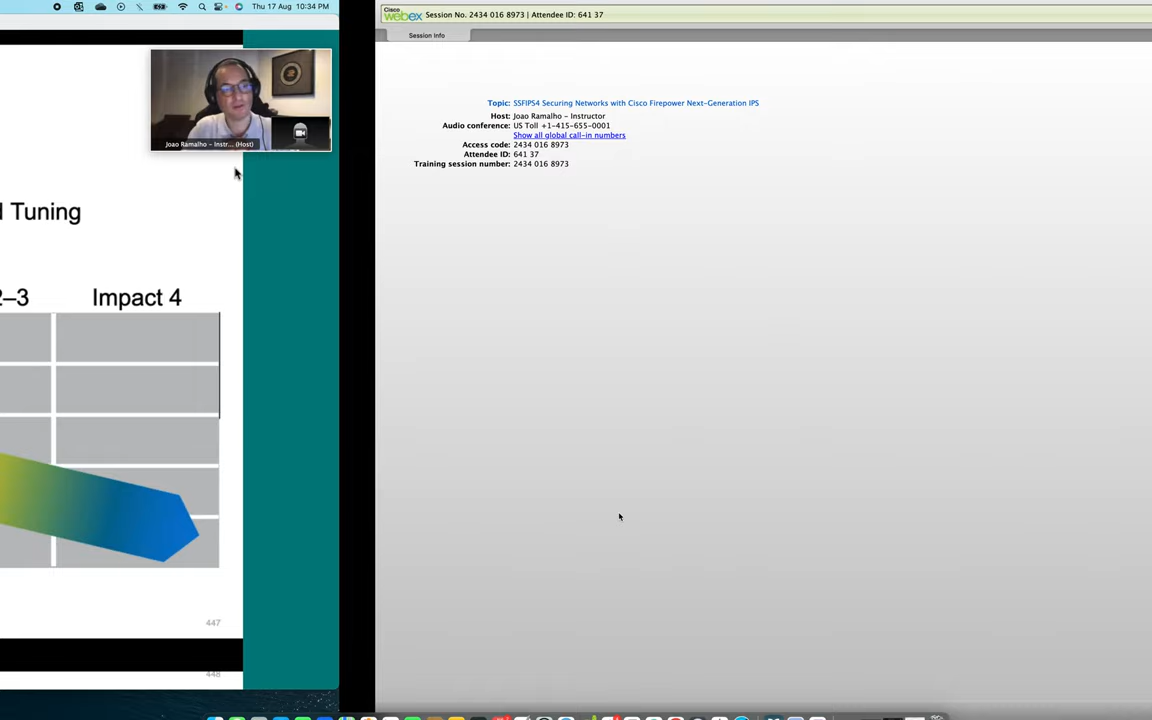 Thu 17 Aug 10:34 PM
Joao Ramalho – Instr... (Host)
l Tuning
2–3
Impact 4
447
448
Cisco
webex
Session No. 2434 016 8973 | Attendee ID: 641 37
Session Info
Topic: SSFIPS4 Securing Networks with Cisco Firepower Next-Generation IPS
Host: Joao Ramalho – Instructor
Audio conference: US Toll +1-415-655-0001
Show all global call-in numbers
Access code: 2434 016 8973
Attendee ID: 641 37
Training session number: 2434 016 8973